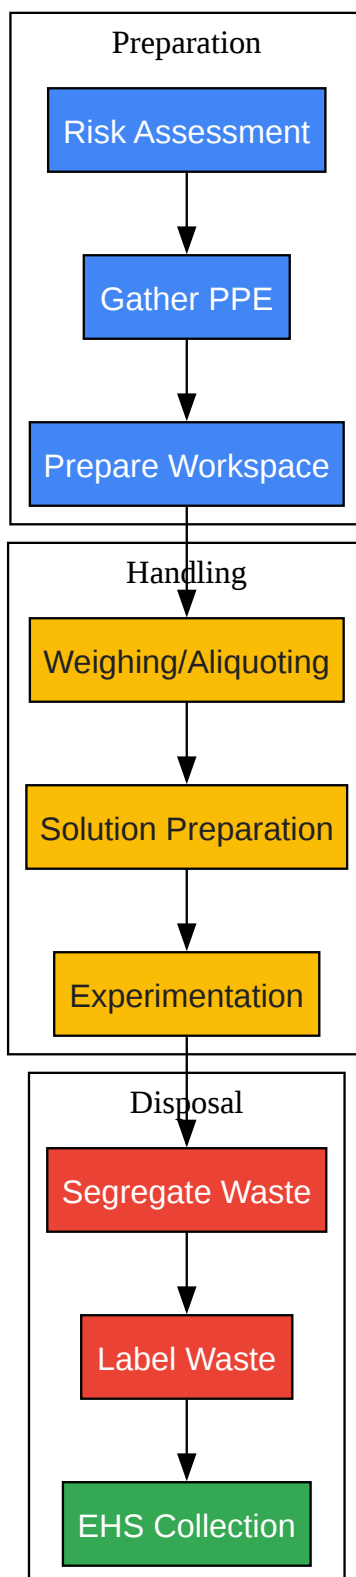 Preparation
Risk Assessment
Gather PPE
Prepare Workspace
Handling
Weighing/Aliquoting
Solution Preparation
Experimentation
Disposal
Segregate Waste
Label Waste
EHS Collection